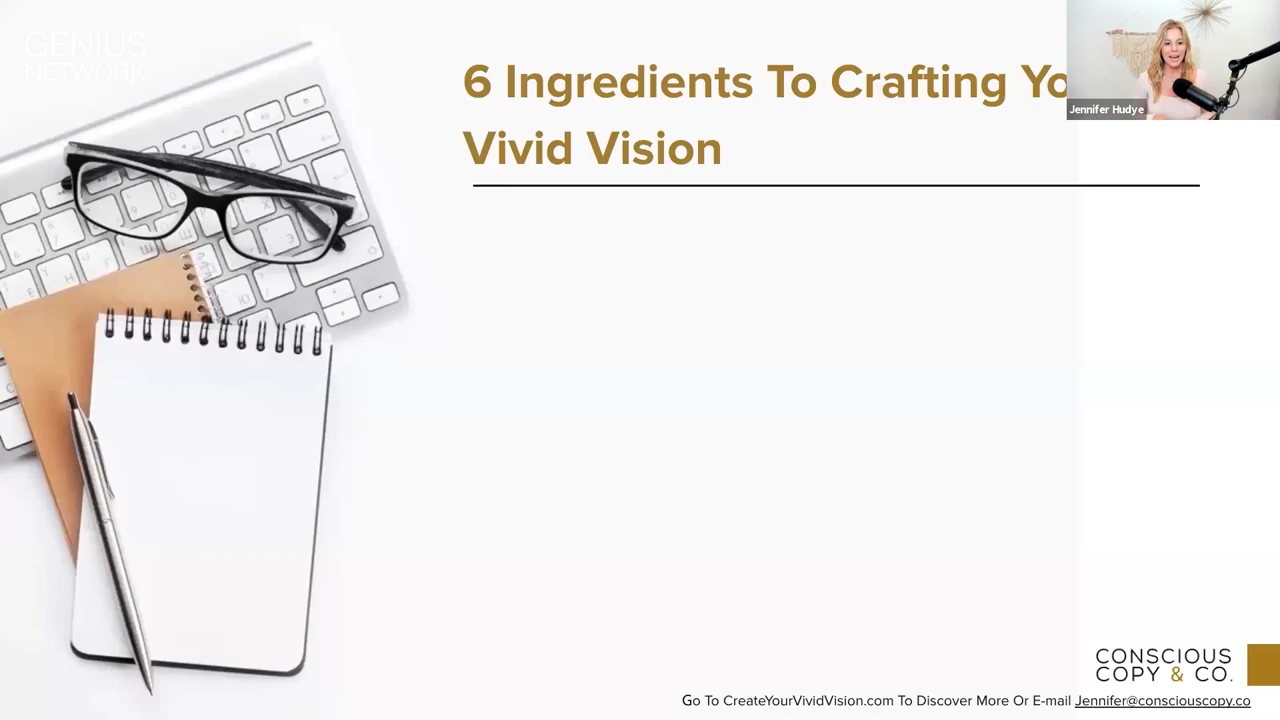 GENIUS
NETWORK
6 Ingredients To Crafting Yo
Vivid Vision
Jennifer Hudye
CONSCIOUS
COPY & CO.
Go To CreateYourVividVision.com To Discover More Or E-mail Jennifer@consciouscopy.co